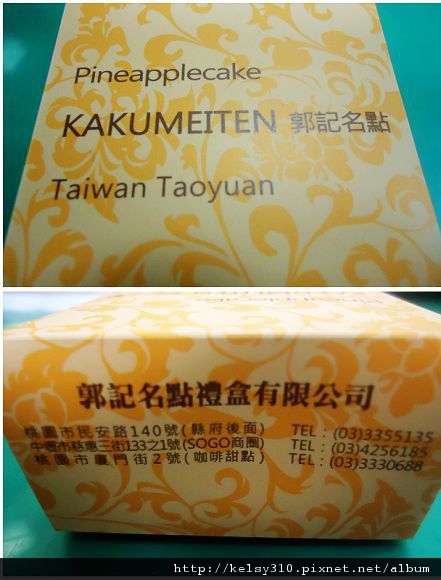 Pineapplecake
KAKUMEITEN 郭記名點
Taiwan Taoyuan
Pineapplecake
郭記名點禮盒有限公司
桃園市民安路140號(縣府後面) TEL:(03)3355135
中壢市慈惠三街133之1號(SOGO商圈) TEL:(03)4256185
桃園市廈門街2號(咖啡甜點) TEL:(03)3330688
http://kelsy310.pixnet.net/album